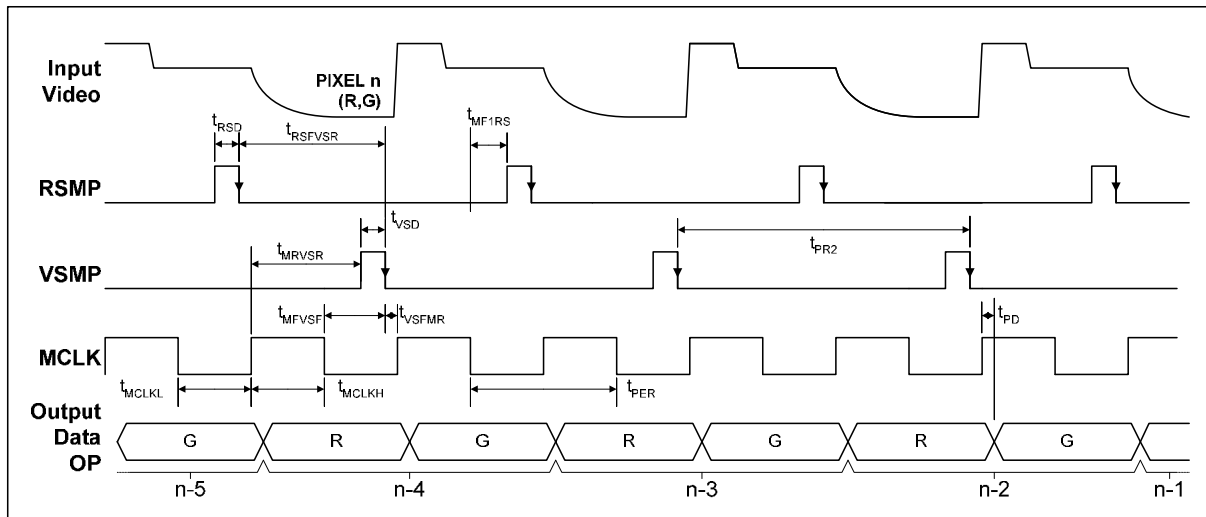 Input
Video
PIXEL n
(R,G)
tRSD
tRSFVSR
tMF1RS
RSMP
tVSD
tMRVSR
tPR2
VSMP
tMFVSF
tVSFMR
tPD
MCLK
tMCLKL
tMCLKH
tPER
Output
Data
OP
G R G R G R G
n-5 n-4 n-3 n-2 n-1